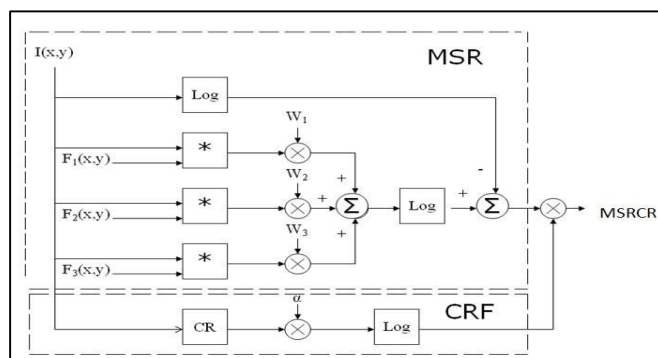 I(x,y)
MSR
Log
W₁
F₁(x,y)
*
×
+
-
W₂
F₂(x,y)
*
×
+
Σ
Log
+
Σ
×
MSRCR
W₃
+
F₃(x,y)
*
×
α
CRF
CR
×
Log